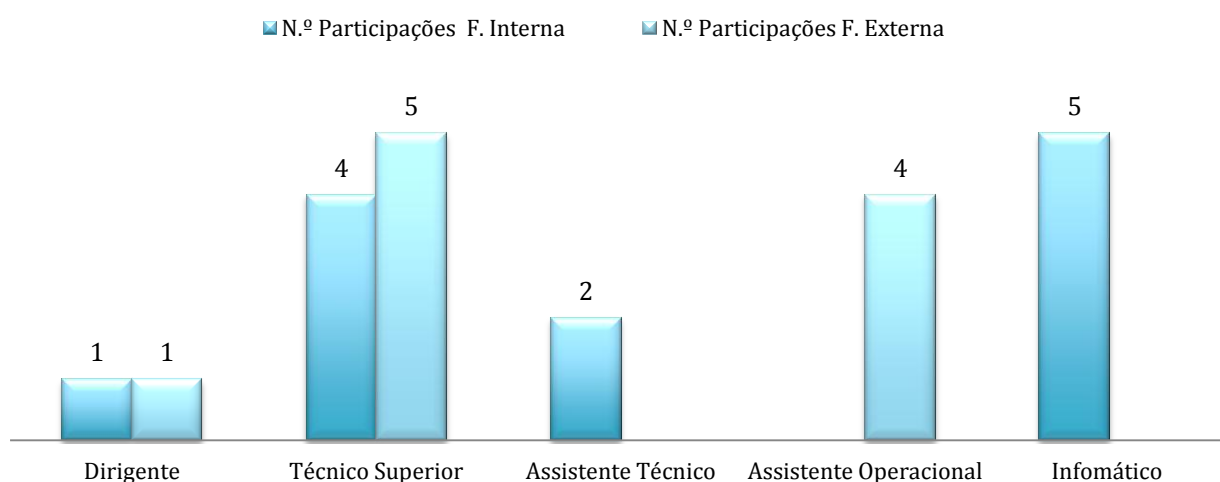 N.º Participações F. Interna N.º Participações F. Externa
5 5
4 4
2
1 1
Dirigente Técnico Superior Assistente Técnico Assistente Operacional Infomático